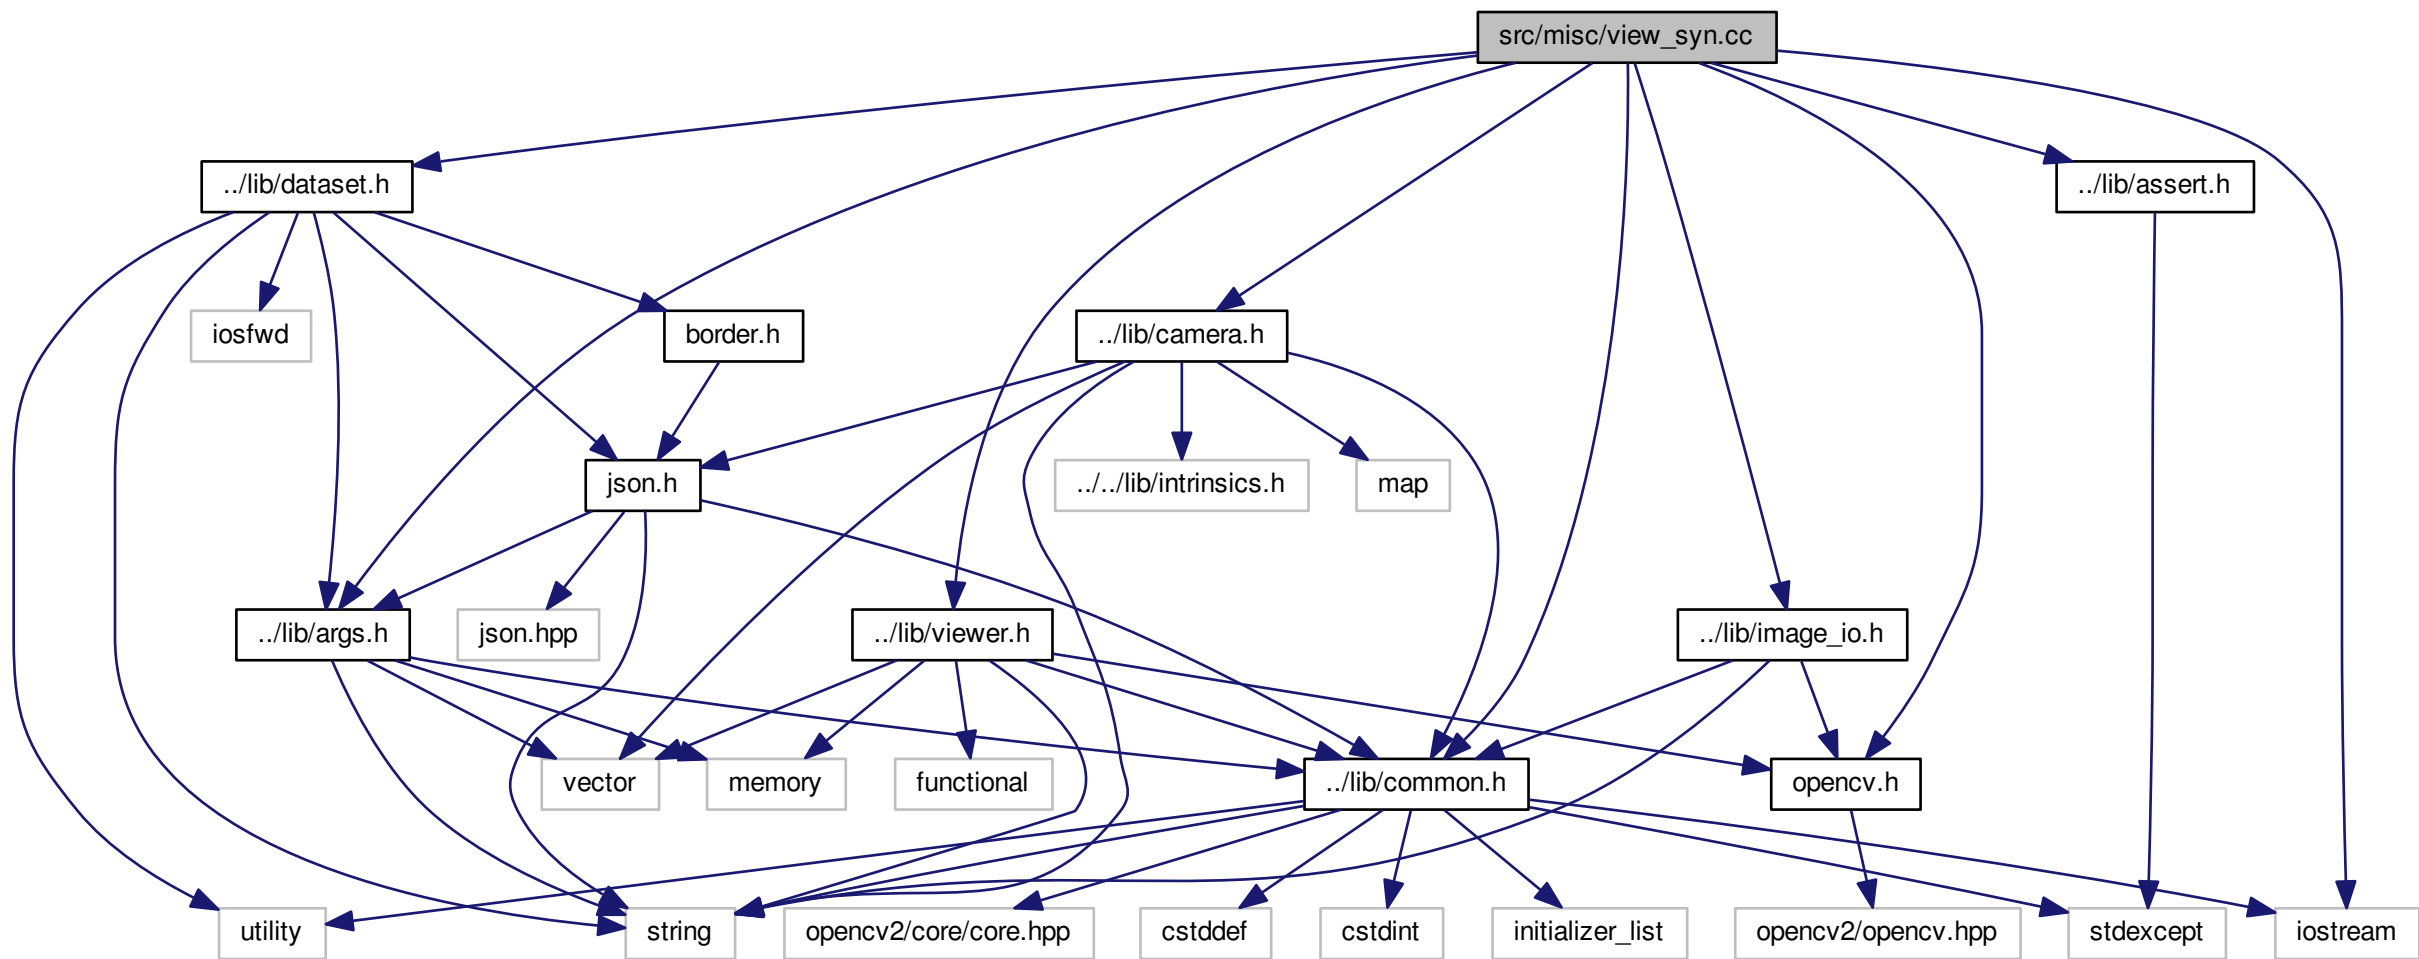 src/misc/view_syn.cc
../lib/dataset.h
../lib/assert.h
iosfwd
border.h
../lib/camera.h
json.h
../../lib/intrinsics.h
map
../lib/args.h
json.hpp
../lib/viewer.h
../lib/image_io.h
vector
memory
functional
../lib/common.h
opencv.h
utility
string
opencv2/core/core.hpp
cstddef
cstdint
initializer_list
opencv2/opencv.hpp
stdexcept
iostream